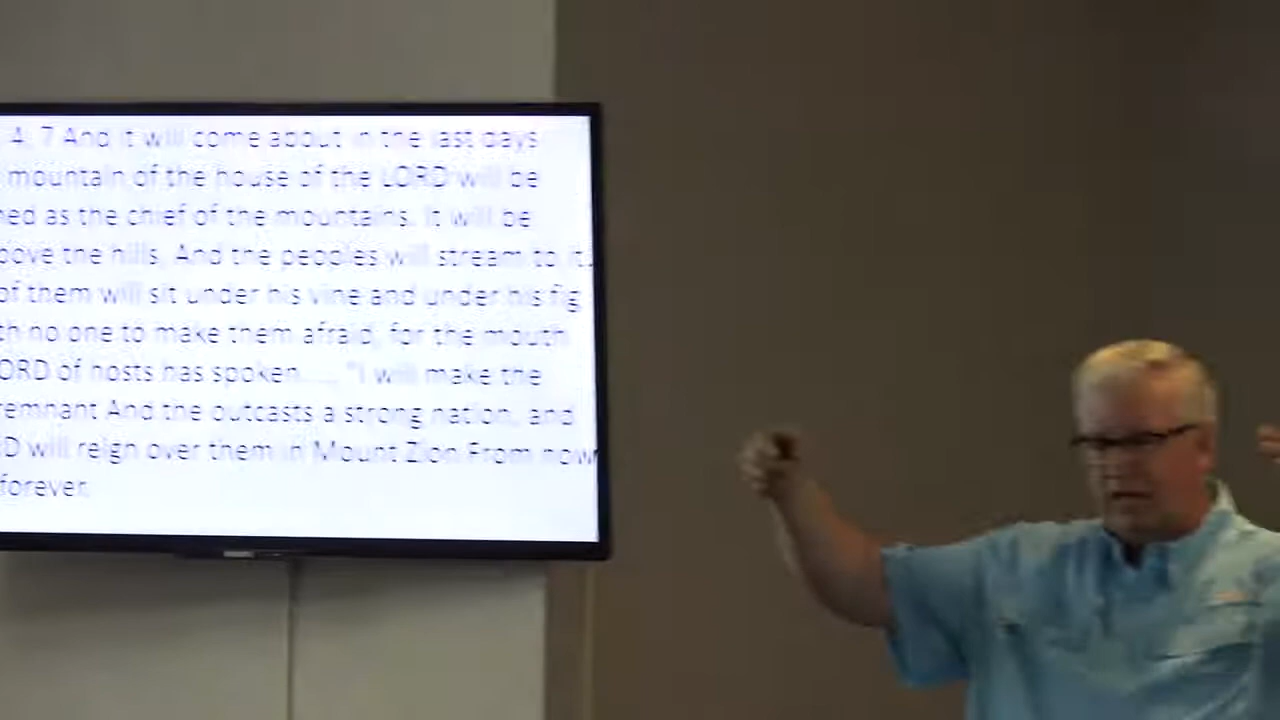 4, 7 And it will come about in the last days
mountain of the house of the LORD will be
ned as the chief of the mountains. It will be
bove the hills, And the peoples will stream to it.
of them will sit under his vine and under his fig
th no one to make them afraid, for the mouth
ORD of hosts has spoken...... "I will make the
remnant And the outcasts a strong nation, and
D will reign over them in Mount Zion From now
forever.